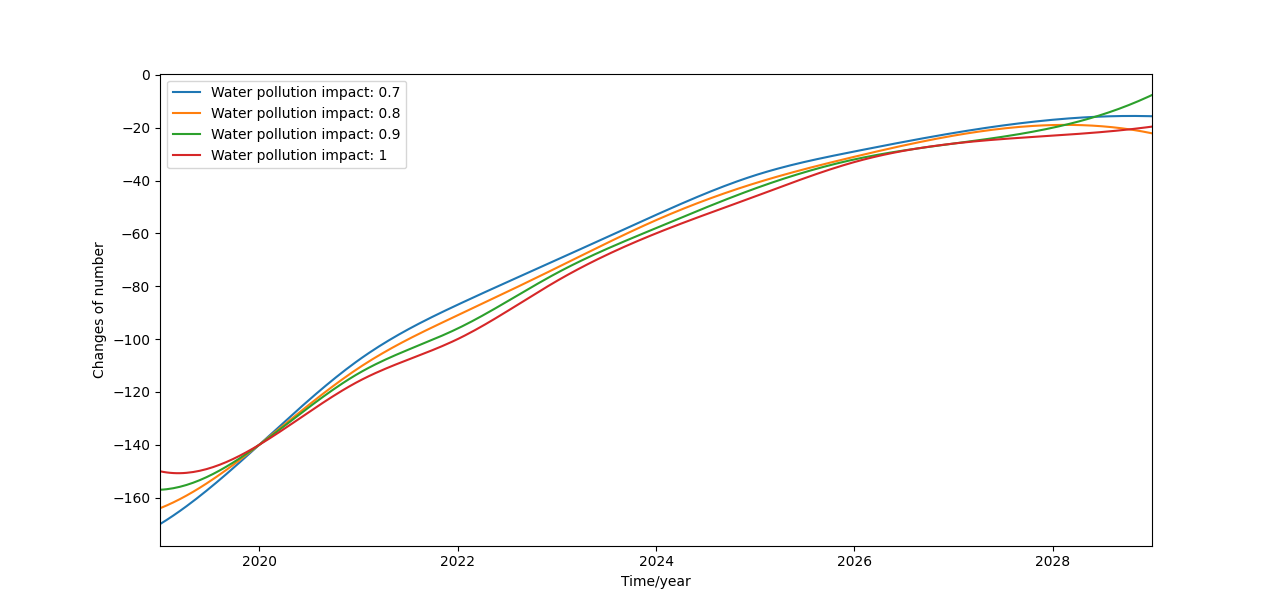 Water pollution impact: 0.7
Water pollution impact: 0.8
Water pollution impact: 0.9
Water pollution impact: 1
Changes of number
0
−20
−40
−60
−80
−100
−120
−140
−160
2020
2022
2024
2026
2028
Time/year